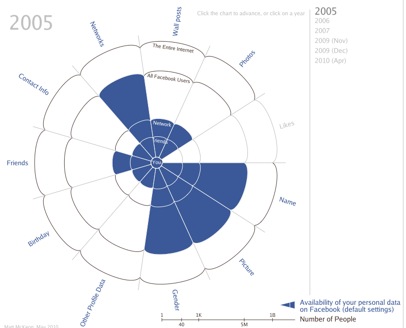 2005
Click the chart to advance, or click on a year
2005
2006
2007
2009 (Nov)
2009 (Dec)
2010 (Apr)
Networks
Wall posts
Photos
Likes
Name
Picture
Gender
Other Profile Data
Birthday
Friends
Contact Info
The Entire Internet
All Facebook Users
Network
Friends
You
Availability of your personal data
on Facebook (default settings)
Number of People
1
1K
1B
40
5M
Matt McKeon, May 2010